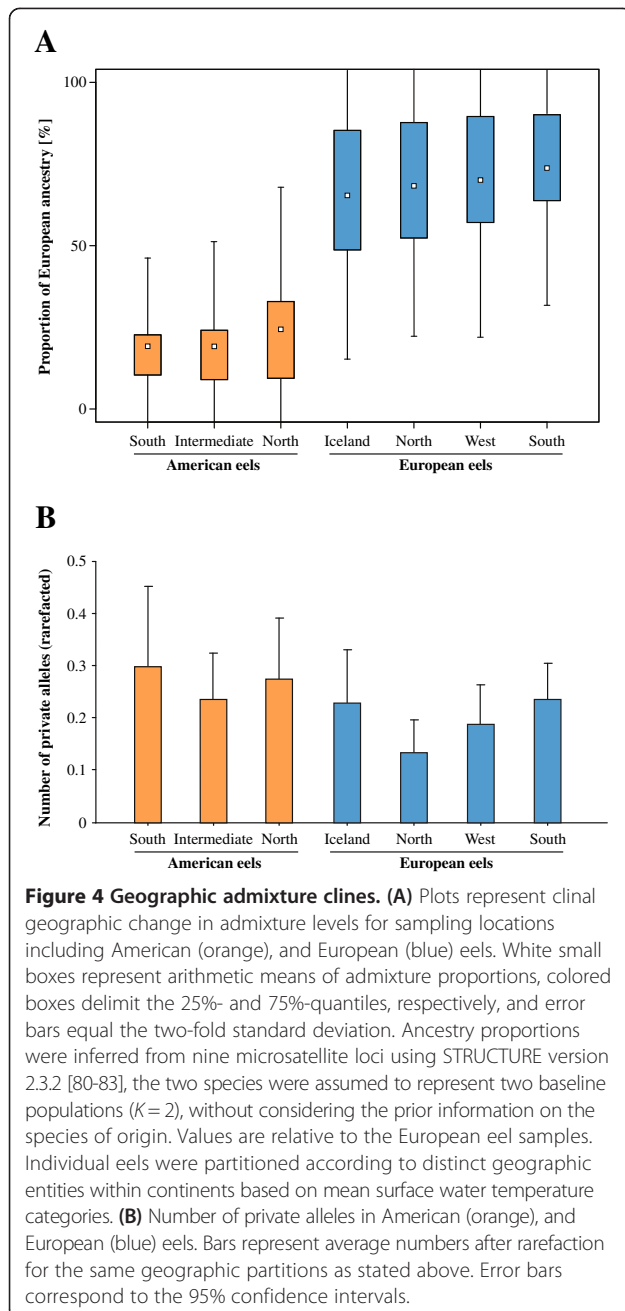 A
Proportion of European ancestry [%]
100
50
0
South Intermediate North Iceland North West South
American eels European eels
B
Number of private alleles (rarefacted)
0.5
0.4
0.3
0.2
0.1
0
South Intermediate North Iceland North West South
American eels European eels
Figure 4 Geographic admixture clines. (A) Plots represent clinal
geographic change in admixture levels for sampling locations
including American (orange), and European (blue) eels. White small
boxes represent arithmetic means of admixture proportions, colored
boxes delimit the 25%- and 75%-quantiles, respectively, and error
bars equal the two-fold standard deviation. Ancestry proportions
were inferred from nine microsatellite loci using STRUCTURE version
2.3.2 [80-83], the two species were assumed to represent two baseline
populations (K = 2), without considering the prior information on the
species of origin. Values are relative to the European eel samples.
Individual eels were partitioned according to distinct geographic
entities within continents based on mean surface water temperature
categories. (B) Number of private alleles in American (orange), and
European (blue) eels. Bars represent average numbers after rarefaction
for the same geographic partitions as stated above. Error bars
correspond to the 95% confidence intervals.